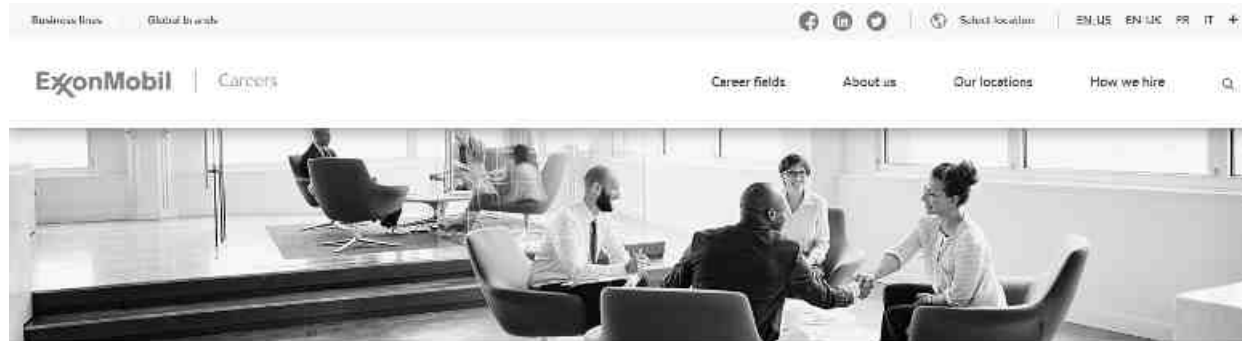 Business lines Global brands Select location EN-US EN-UK FR IT +
ExxonMobil Careers Career fields About us Our locations How we hire